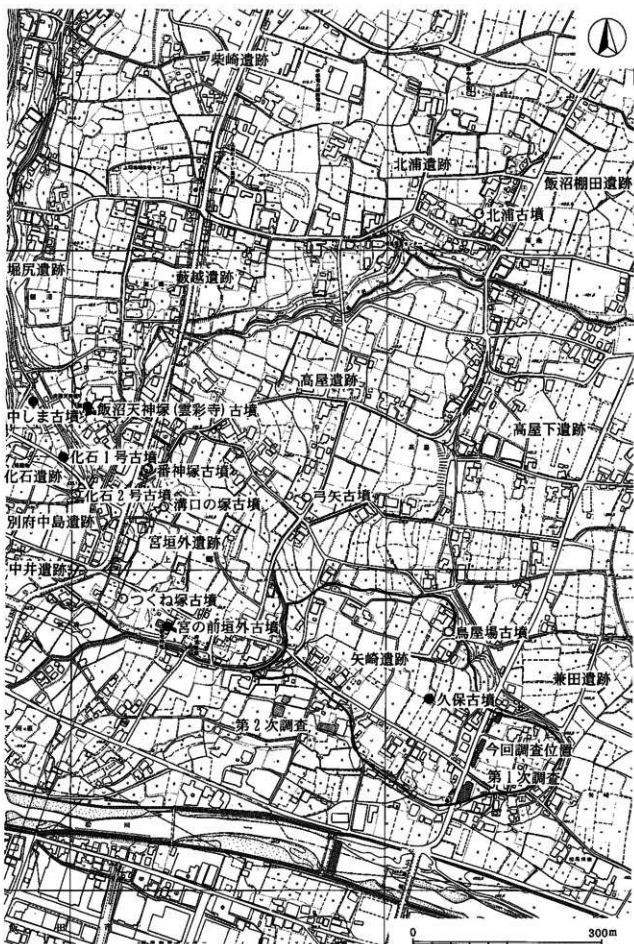 柴崎遺跡
北浦遺跡
飯沼棚田遺跡
北浦古墳
堀尻遺跡
藪越遺跡
高屋遺跡
中しま古墳
飯沼天神塚(雲彩寺)古墳
高屋下遺跡
化石1号古墳
化石遺跡
番神塚古墳
化石2号古墳
弓矢古墳
溝口の塚古墳
別府中島遺跡
宮垣外遺跡
中井遺跡
つくね塚古墳
宮の前垣外古墳
鳥屋場古墳
矢崎遺跡
兼田遺跡
久保古墳
第2次調査
今回調査位置
第1次調査
0 300m